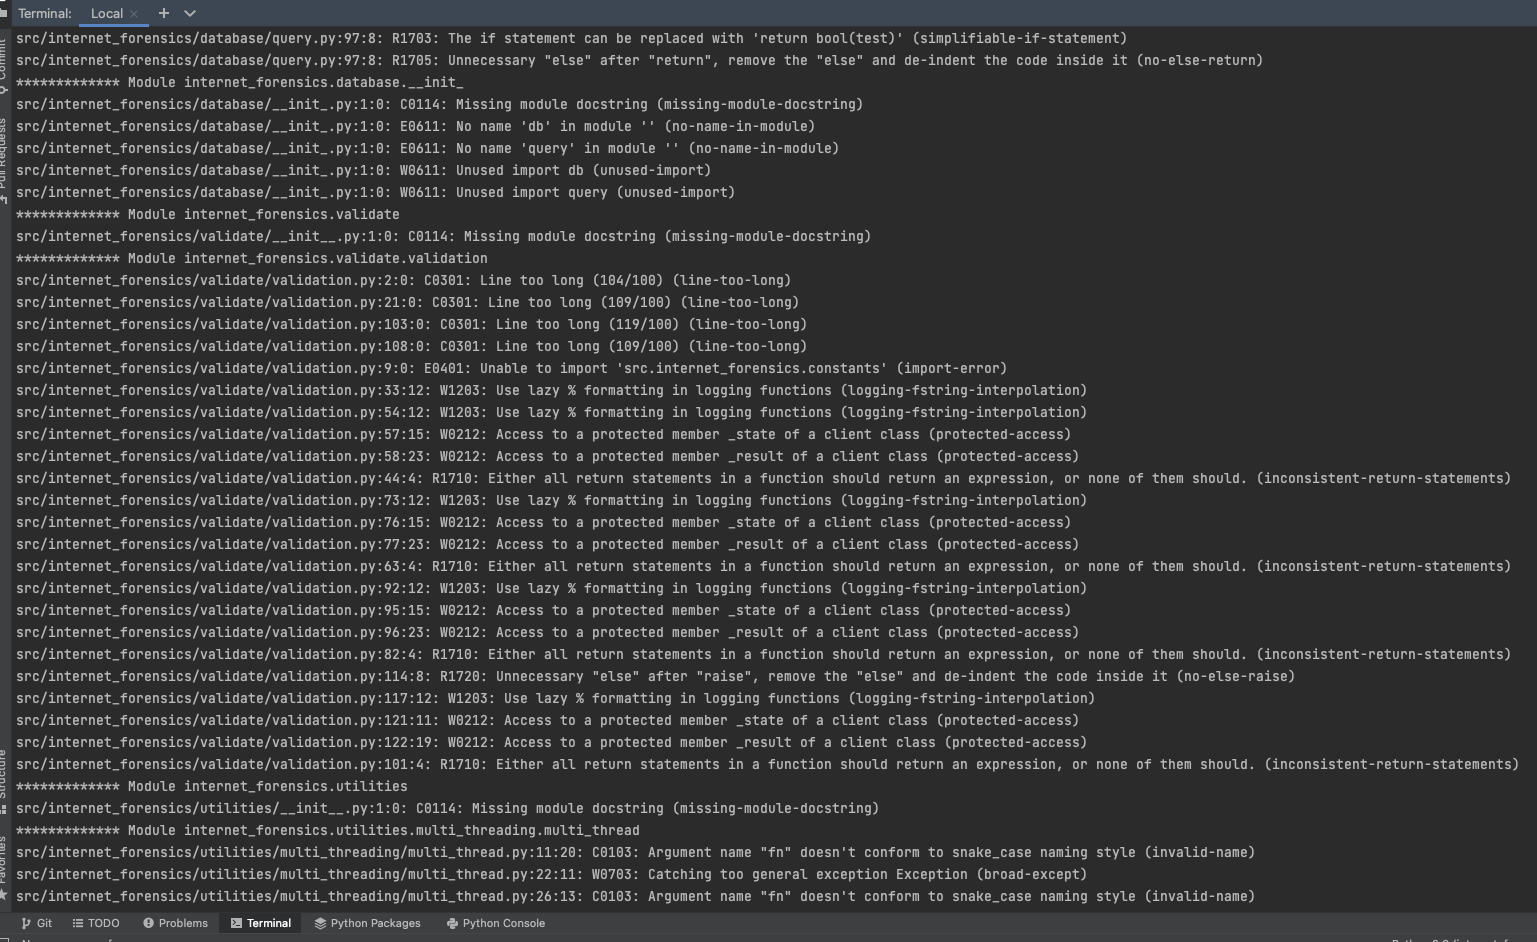 Terminal: Local × + 
src/internet_forensics/database/query.py:97:8: R1703: The if statement can be replaced with 'return bool(test)' (simplifiable-if-statement)
src/internet_forensics/database/query.py:97:8: R1705: Unnecessary "else" after "return", remove the "else" and de-indent the code inside it (no-else-return)
************* Module internet_forensics.database.__init_
src/internet_forensics/database/__init_.py:1:0: C0114: Missing module docstring (missing-module-docstring)
src/internet_forensics/database/__init_.py:1:0: E0611: No name 'db' in module '' (no-name-in-module)
src/internet_forensics/database/__init_.py:1:0: E0611: No name 'query' in module '' (no-name-in-module)
src/internet_forensics/database/__init_.py:1:0: W0611: Unused import db (unused-import)
src/internet_forensics/database/__init_.py:1:0: W0611: Unused import query (unused-import)
************* Module internet_forensics.validate
src/internet_forensics/validate/__init__.py:1:0: C0114: Missing module docstring (missing-module-docstring)
************* Module internet_forensics.validate.validation
src/internet_forensics/validate/validation.py:2:0: C0301: Line too long (104/100) (line-too-long)
src/internet_forensics/validate/validation.py:21:0: C0301: Line too long (109/100) (line-too-long)
src/internet_forensics/validate/validation.py:103:0: C0301: Line too long (119/100) (line-too-long)
src/internet_forensics/validate/validation.py:108:0: C0301: Line too long (109/100) (line-too-long)
src/internet_forensics/validate/validation.py:9:0: E0401: Unable to import 'src.internet_forensics.constants' (import-error)
src/internet_forensics/validate/validation.py:33:12: W1203: Use lazy % formatting in logging functions (logging-fstring-interpolation)
src/internet_forensics/validate/validation.py:54:12: W1203: Use lazy % formatting in logging functions (logging-fstring-interpolation)
src/internet_forensics/validate/validation.py:57:15: W0212: Access to a protected member _state of a client class (protected-access)
src/internet_forensics/validate/validation.py:58:23: W0212: Access to a protected member _result of a client class (protected-access)
src/internet_forensics/validate/validation.py:44:4: R1710: Either all return statements in a function should return an expression, or none of them should. (inconsistent-return-statements)
src/internet_forensics/validate/validation.py:73:12: W1203: Use lazy % formatting in logging functions (logging-fstring-interpolation)
src/internet_forensics/validate/validation.py:76:15: W0212: Access to a protected member _state of a client class (protected-access)
src/internet_forensics/validate/validation.py:77:23: W0212: Access to a protected member _result of a client class (protected-access)
src/internet_forensics/validate/validation.py:63:4: R1710: Either all return statements in a function should return an expression, or none of them should. (inconsistent-return-statements)
src/internet_forensics/validate/validation.py:92:12: W1203: Use lazy % formatting in logging functions (logging-fstring-interpolation)
src/internet_forensics/validate/validation.py:95:15: W0212: Access to a protected member _state of a client class (protected-access)
src/internet_forensics/validate/validation.py:96:23: W0212: Access to a protected member _result of a client class (protected-access)
src/internet_forensics/validate/validation.py:82:4: R1710: Either all return statements in a function should return an expression, or none of them should. (inconsistent-return-statements)
src/internet_forensics/validate/validation.py:114:8: R1720: Unnecessary "else" after "raise", remove the "else" and de-indent the code inside it (no-else-raise)
src/internet_forensics/validate/validation.py:117:12: W1203: Use lazy % formatting in logging functions (logging-fstring-interpolation)
src/internet_forensics/validate/validation.py:121:11: W0212: Access to a protected member _state of a client class (protected-access)
src/internet_forensics/validate/validation.py:122:19: W0212: Access to a protected member _result of a client class (protected-access)
src/internet_forensics/validate/validation.py:101:4: R1710: Either all return statements in a function should return an expression, or none of them should. (inconsistent-return-statements)
************* Module internet_forensics.utilities
src/internet_forensics/utilities/__init__.py:1:0: C0114: Missing module docstring (missing-module-docstring)
************* Module internet_forensics.utilities.multi_threading.multi_thread
src/internet_forensics/utilities/multi_threading/multi_thread.py:11:20: C0103: Argument name "fn" doesn't conform to snake_case naming style (invalid-name)
src/internet_forensics/utilities/multi_threading/multi_thread.py:22:11: W0703: Catching too general exception Exception (broad-except)
src/internet_forensics/utilities/multi_threading/multi_thread.py:26:13: C0103: Argument name "fn" doesn't conform to snake_case naming style (invalid-name)
Commit
Pull Requests
Structure
Favorites
Git TODO Problems Terminal Python Packages Python Console